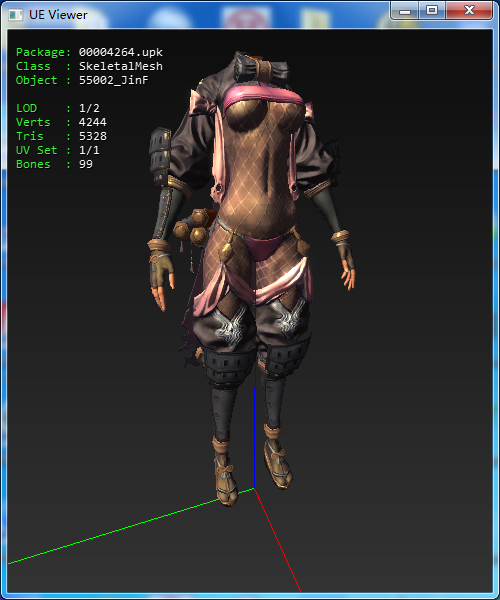 UE Viewer
Package: 00004264.upk
Class : SkeletalMesh
Object : 55002_JinF
LOD : 1/2
Verts : 4244
Tris : 5328
UV Set : 1/1
Bones : 99